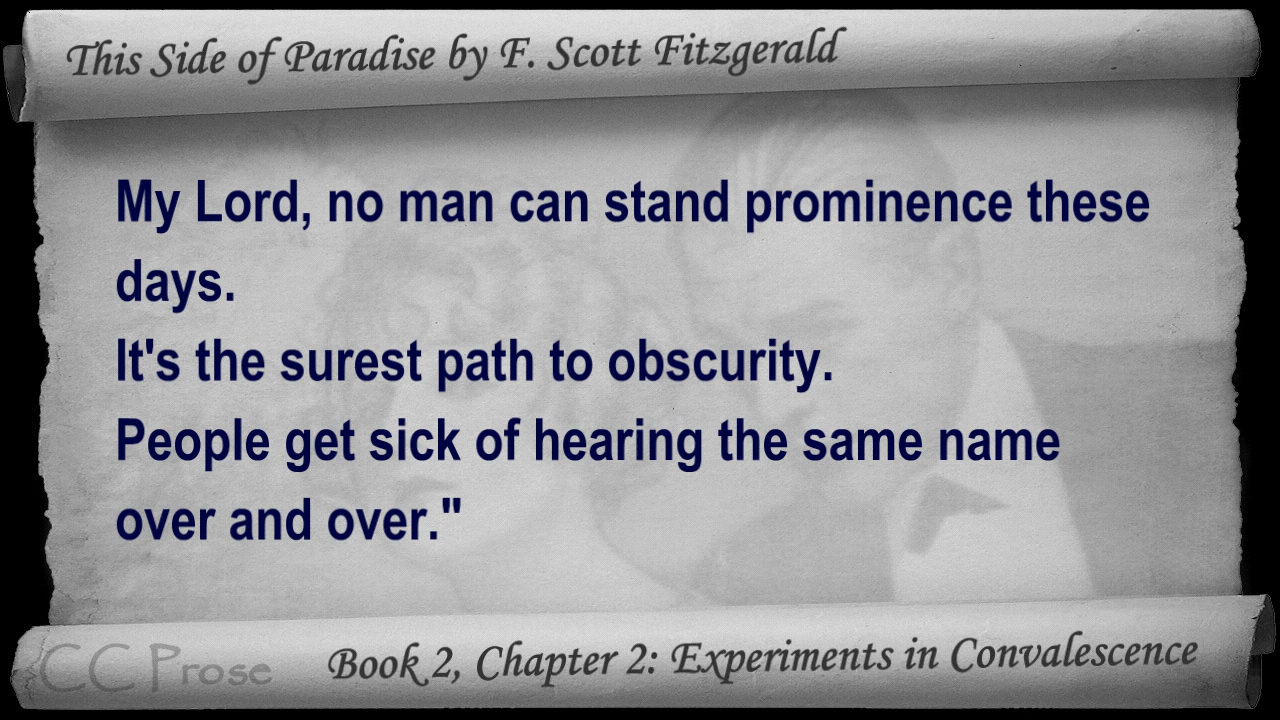 This Side of Paradise by F. Scott Fitzgerald
My Lord, no man can stand prominence these
days.
It's the surest path to obscurity.
People get sick of hearing the same name
over and over."
CC Prose
Book 2, Chapter 2: Experiments in Convalescence